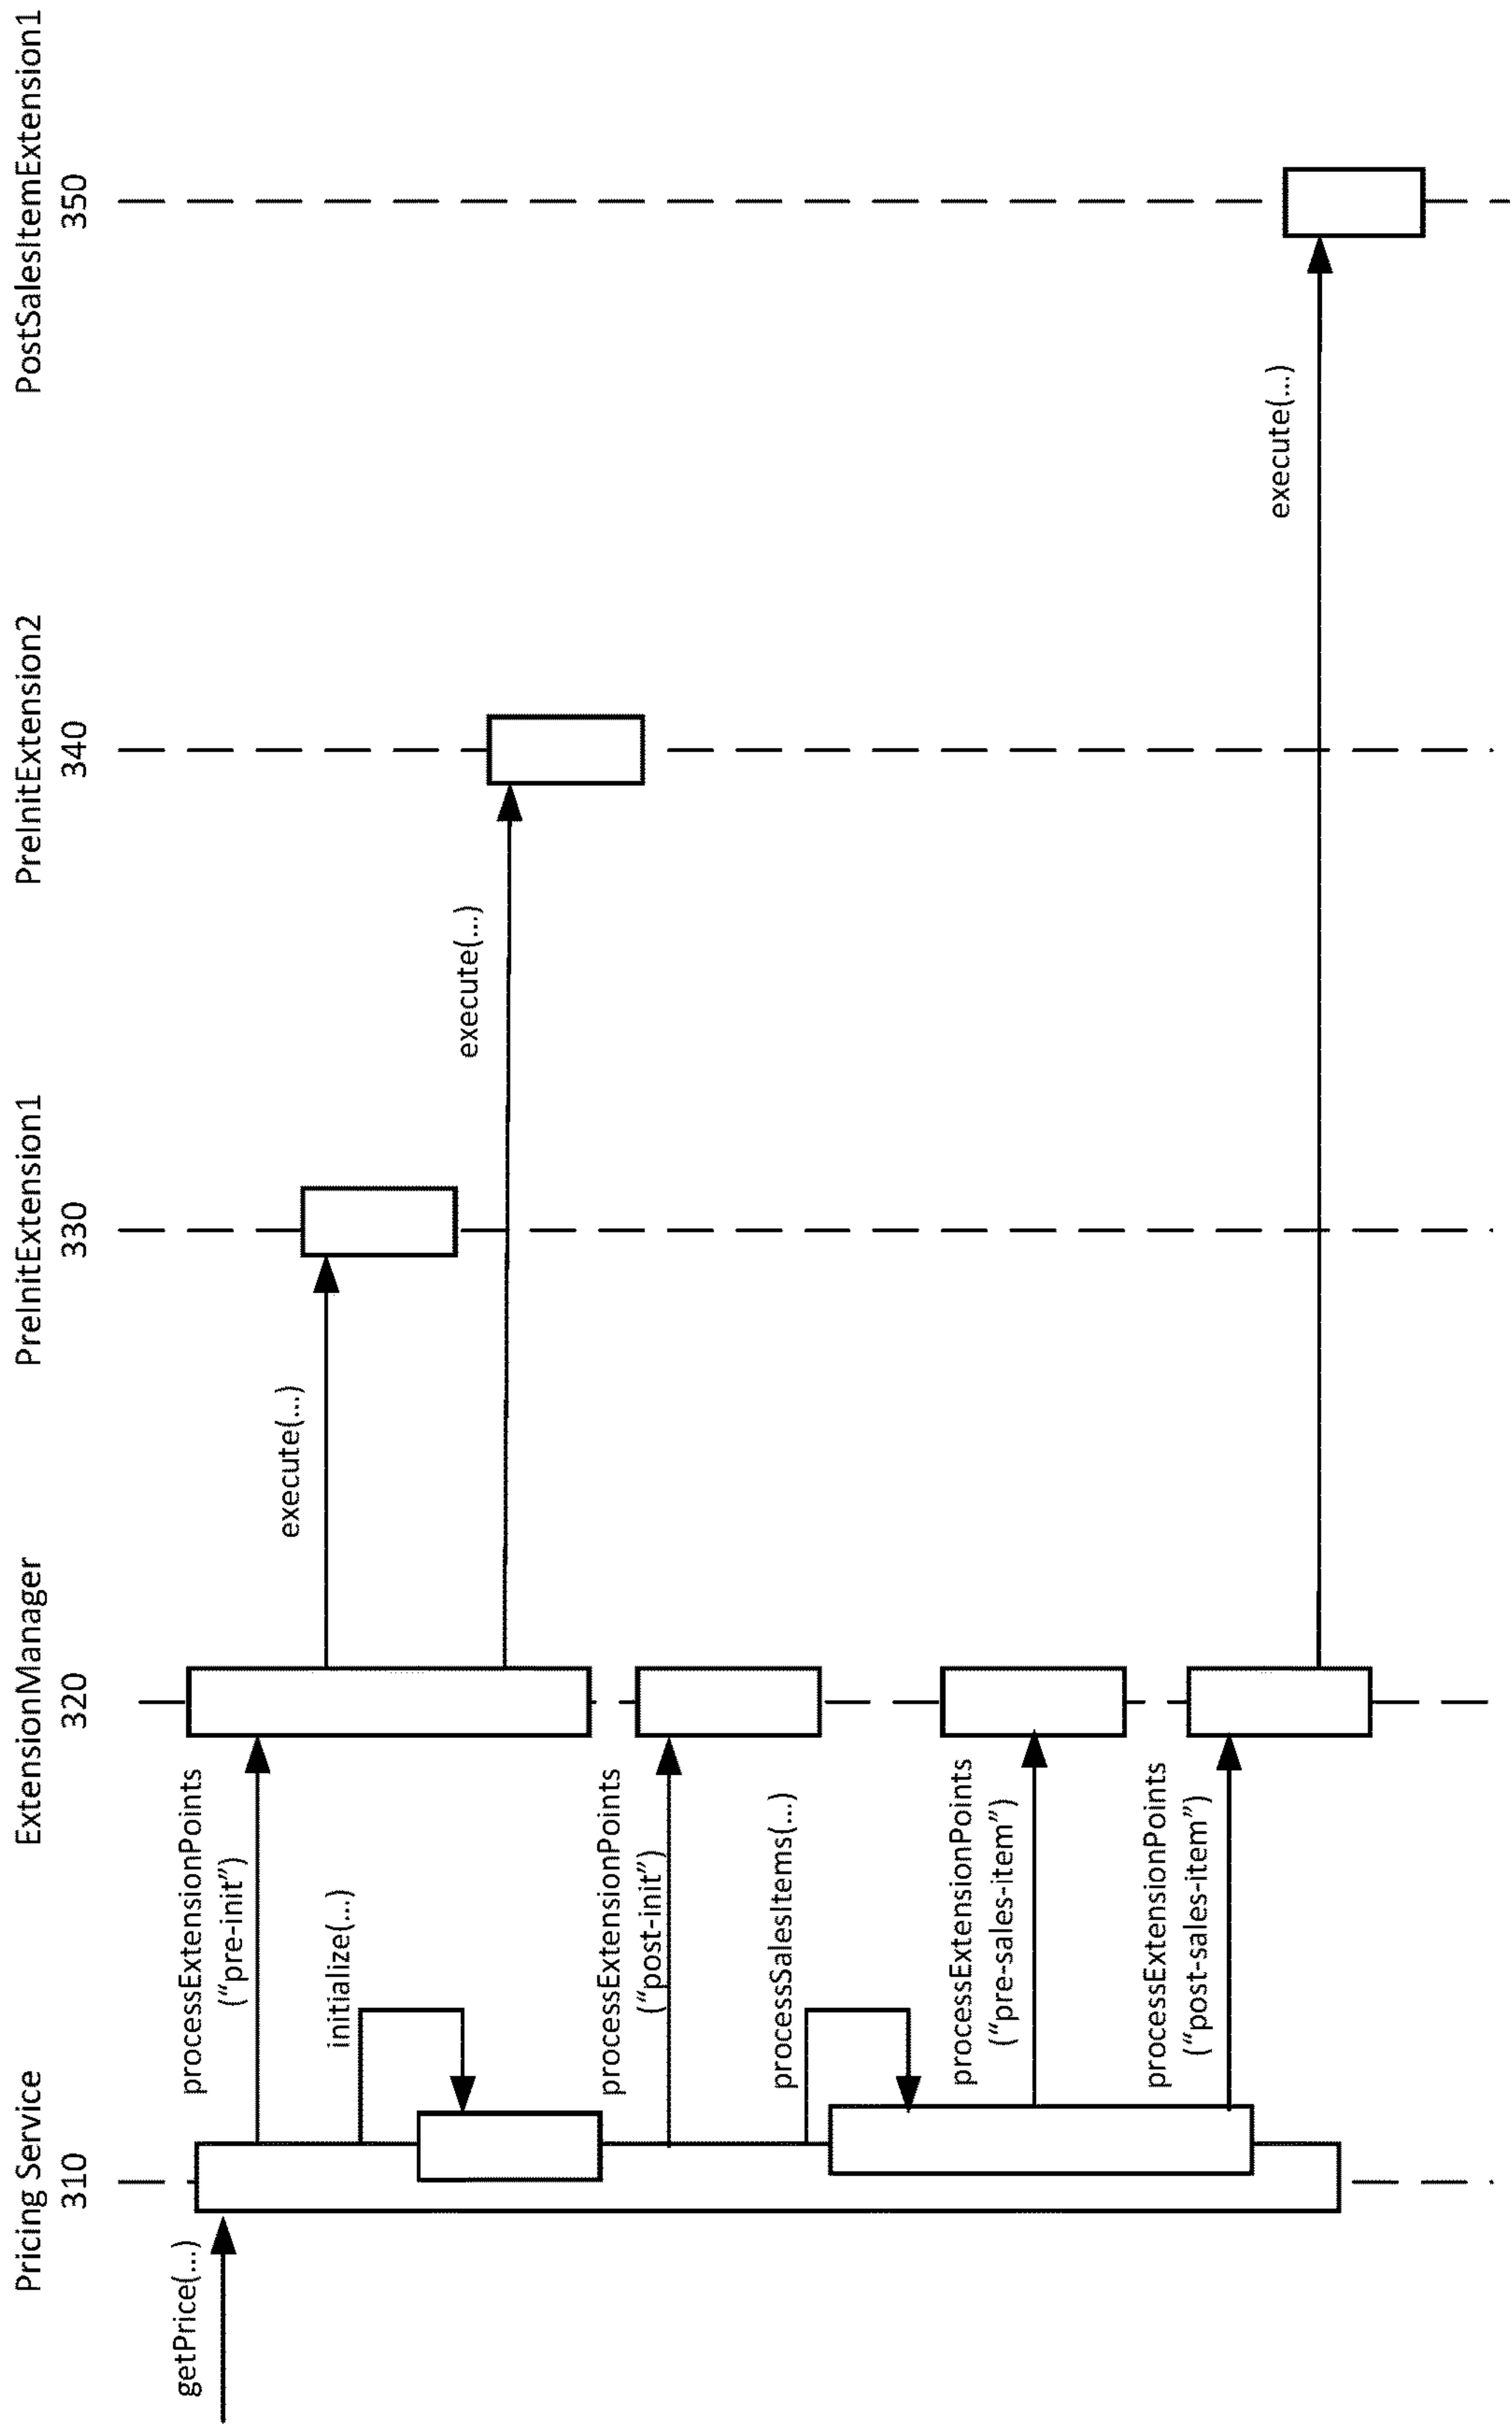 Pricing Service
310
ExtensionManager
320
PreInitExtension1
330
PreInitExtension2
340
PostSalesItemExtension1
350
getPrice(...)
processExtensionPoints
(“pre-init”)
execute(...)
initialize(...)
execute(...)
processExtensionPoints
(“post-init”)
processSalesItems(...)
processExtensionPoints
(“pre-sales-item”)
processExtensionPoints
(“post-sales-item”)
execute(...)